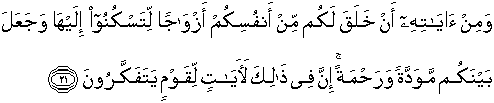 وَمِنْ ءَايَـٰتِهِۦٓ أَنْ خَلَقَ لَكُم مِّنْ أَنفُسِكُمْ أَزْوَٰجًا لِّتَسْكُنُوٓا۟ إِلَيْهَا وَجَعَلَ
بَيْنَكُم مَّوَدَّةً وَرَحْمَةً ۚ إِنَّ فِى ذَٰلِكَ لَـَٔايَـٰتٍ لِّقَوْمٍ يَتَفَكَّرُونَ ٢١